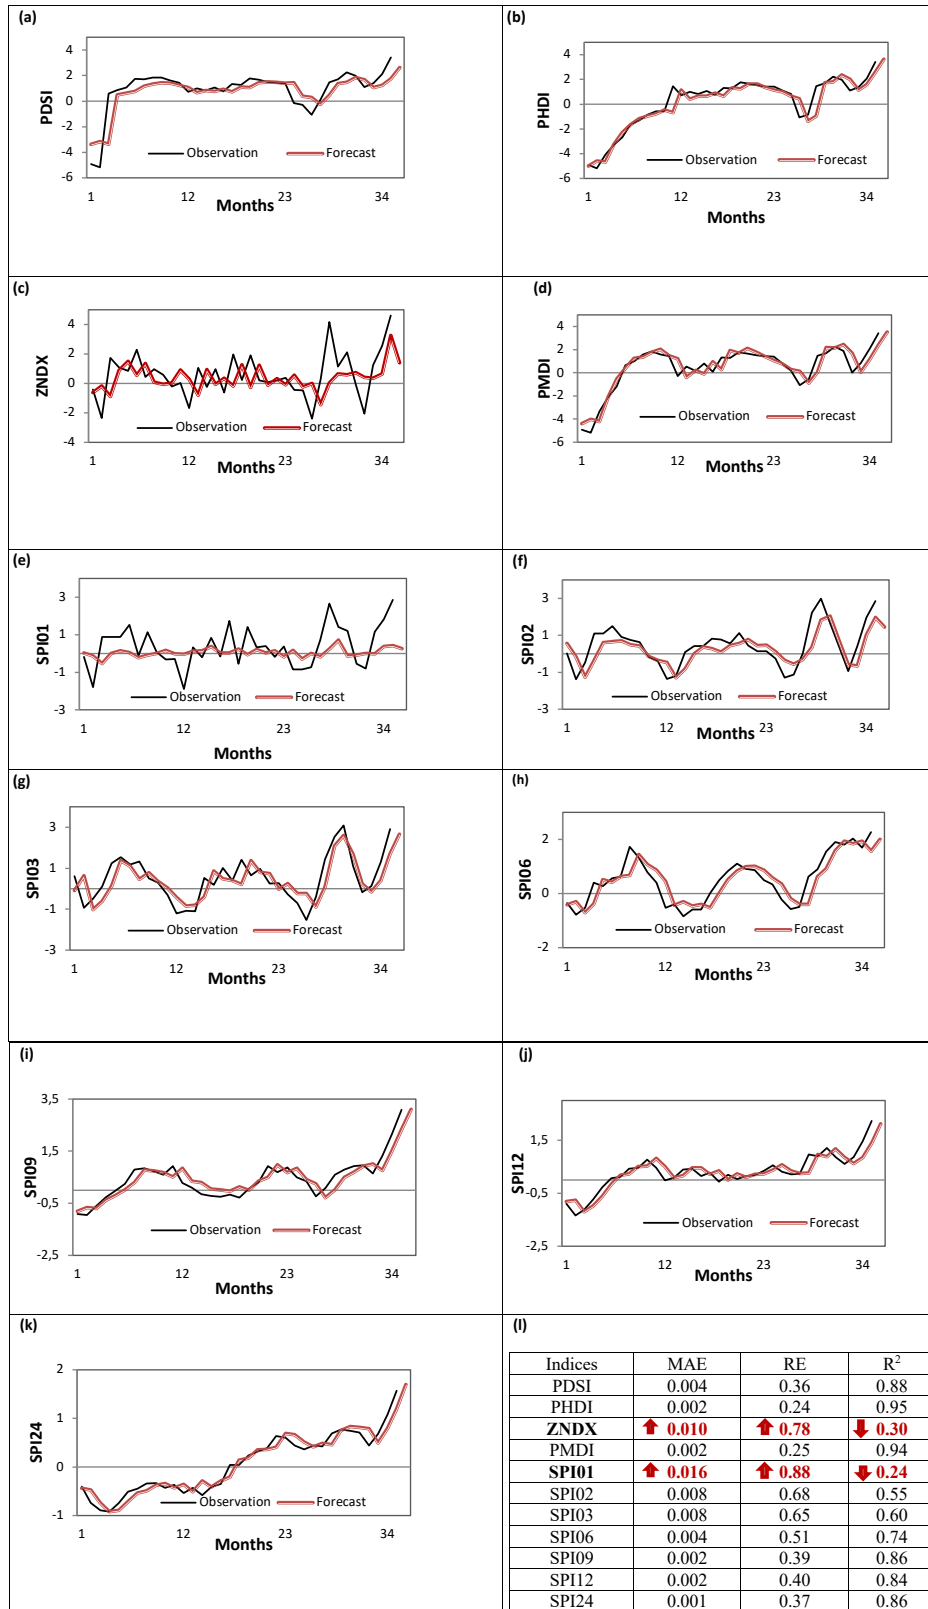 (a)
4
2
0
-2
-4
-6
PDSI
Observation
Forecast
1
12
23
34
Months
(b)
4
2
0
-2
-4
-6
PHDI
Observation
Forecast
1
12
23
34
Months
(c)
4
2
0
-2
-4
ZNDX
Observation
Forecast
1
12
23
34
Months
(d)
4
2
0
-2
-4
-6
PMDI
Observation
Forecast
1
12
23
34
Months
(e)
3
1
-1
-3
SPI01
Observation
Forecast
1
12
23
34
Months
(f)
3
1
-1
-3
SPI02
Observation
Forecast
1
12
23
34
Months
(g)
3
0
-3
SPI03
Observation
Forecast
1
12
23
34
Months
(h)
2
0
-2
SPI06
Observation
Forecast
1
12
23
34
Months
(i)
3,5
1,5
-0,5
-2,5
SPI09
Observation
Forecast
1
12
23
34
Months
(j)
1,5
-0,5
-2,5
SPI12
Observation
Forecast
1
12
23
34
Months
(k)
2
1
0
-1
SPI24
Observation
Forecast
1
12
23
34
Months
(l)
Indices MAE RE R²
PDSI 0.004 0.36 0.88
PHDI 0.002 0.24 0.95
ZNDX 0.010 0.78 0.30
PMDI 0.002 0.25 0.94
SPI01 0.016 0.88 0.24
SPI02 0.008 0.68 0.55
SPI03 0.008 0.65 0.60
SPI06 0.004 0.51 0.74
SPI09 0.002 0.39 0.86
SPI12 0.002 0.40 0.84
SPI24 0.001 0.37 0.86